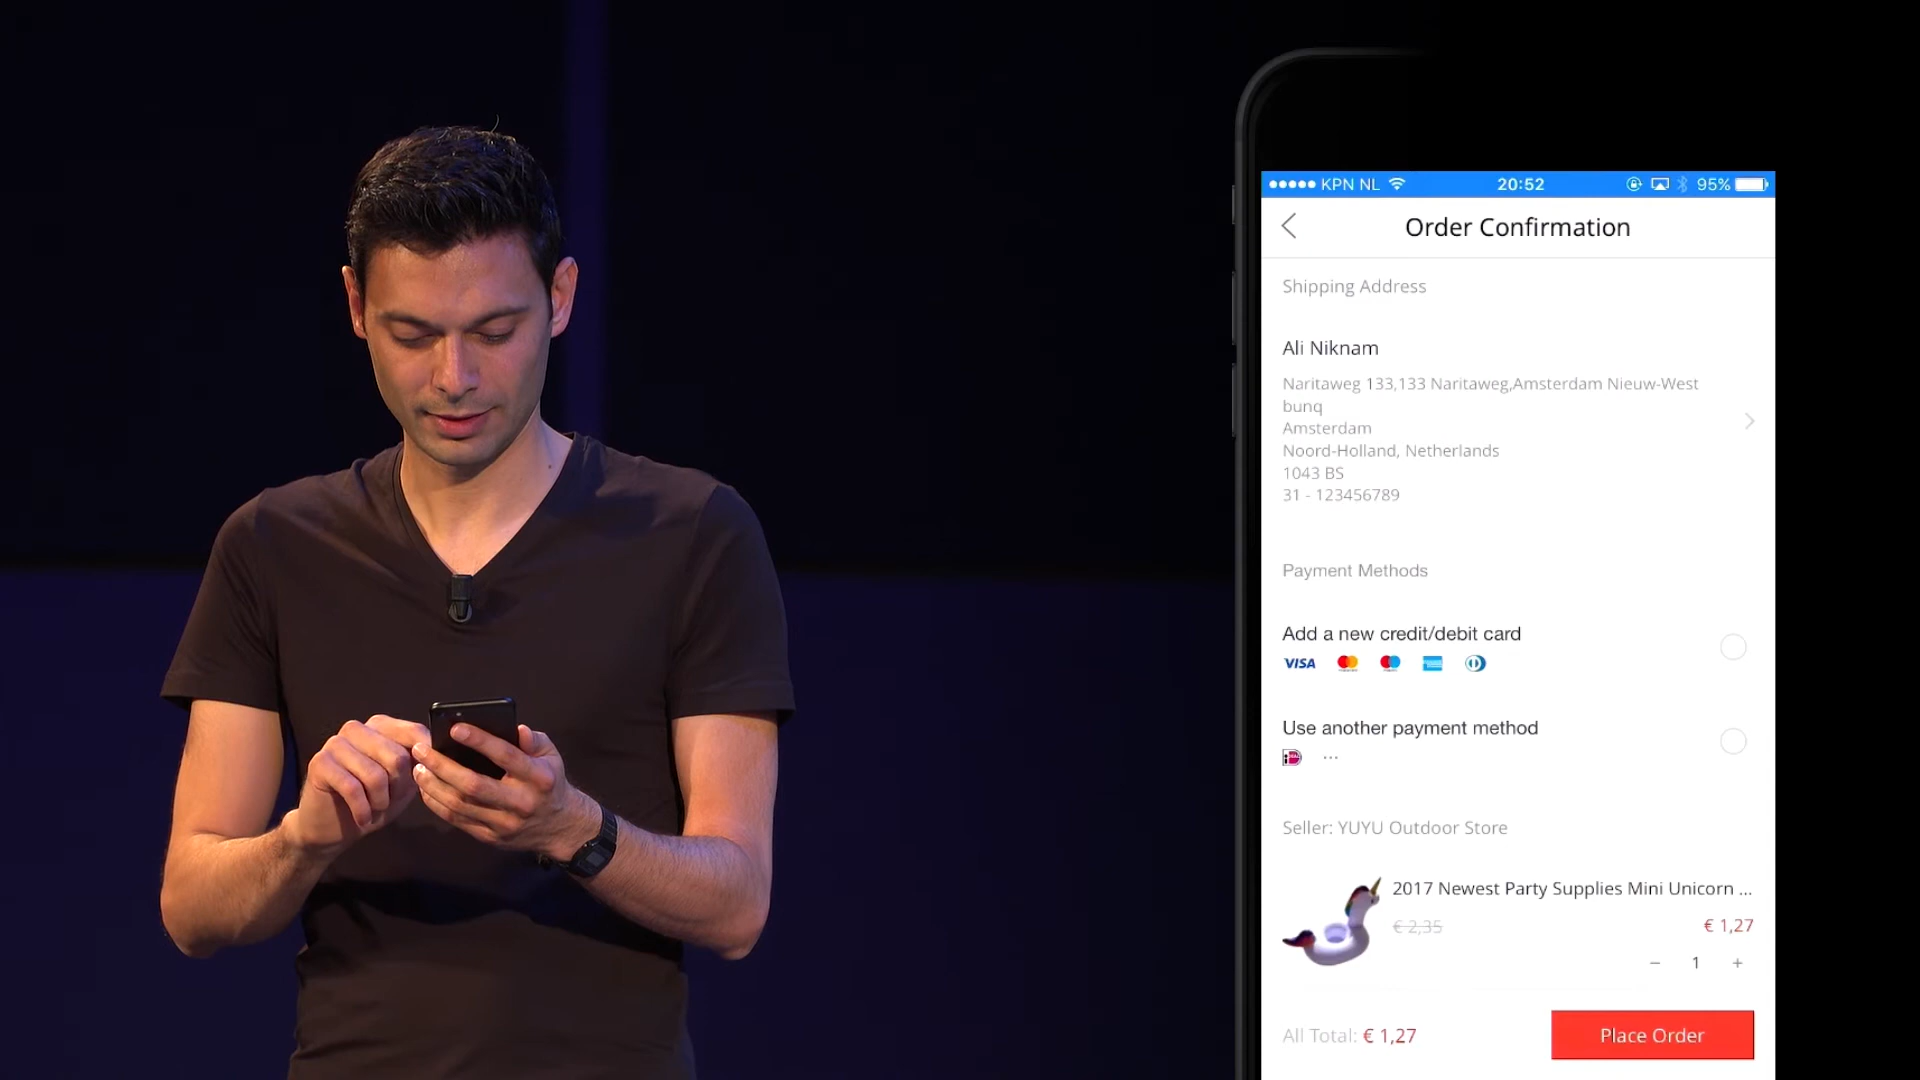 KPN NL 20:52 95%
Order Confirmation
Shipping Address
Ali Niknam
Naritaweg 133,133 Naritaweg,Amsterdam Nieuw-West
bunq
Amsterdam
Noord-Holland, Netherlands
1043 BS
31 - 123456789
Payment Methods
Add a new credit/debit card
VISA
Use another payment method
...
Seller: YUYU Outdoor Store
2017 Newest Party Supplies Mini Unicorn ...
€ 2,35 € 1,27
− 1 +
All Total: € 1,27 Place Order